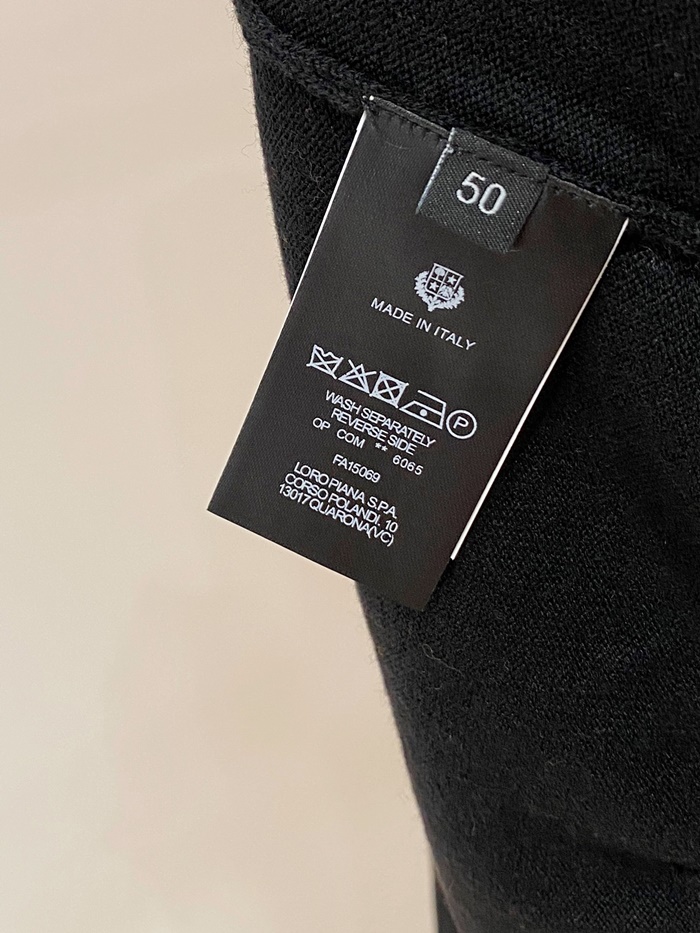 50
MADE IN ITALY
P
WASH SEPARATELY
REVERSE SIDE
OP COM ** 6065
FA15069
LORO PIANA S.P.A.
CORSO P.OLANDI, 10
13017 QUARONA(VC)